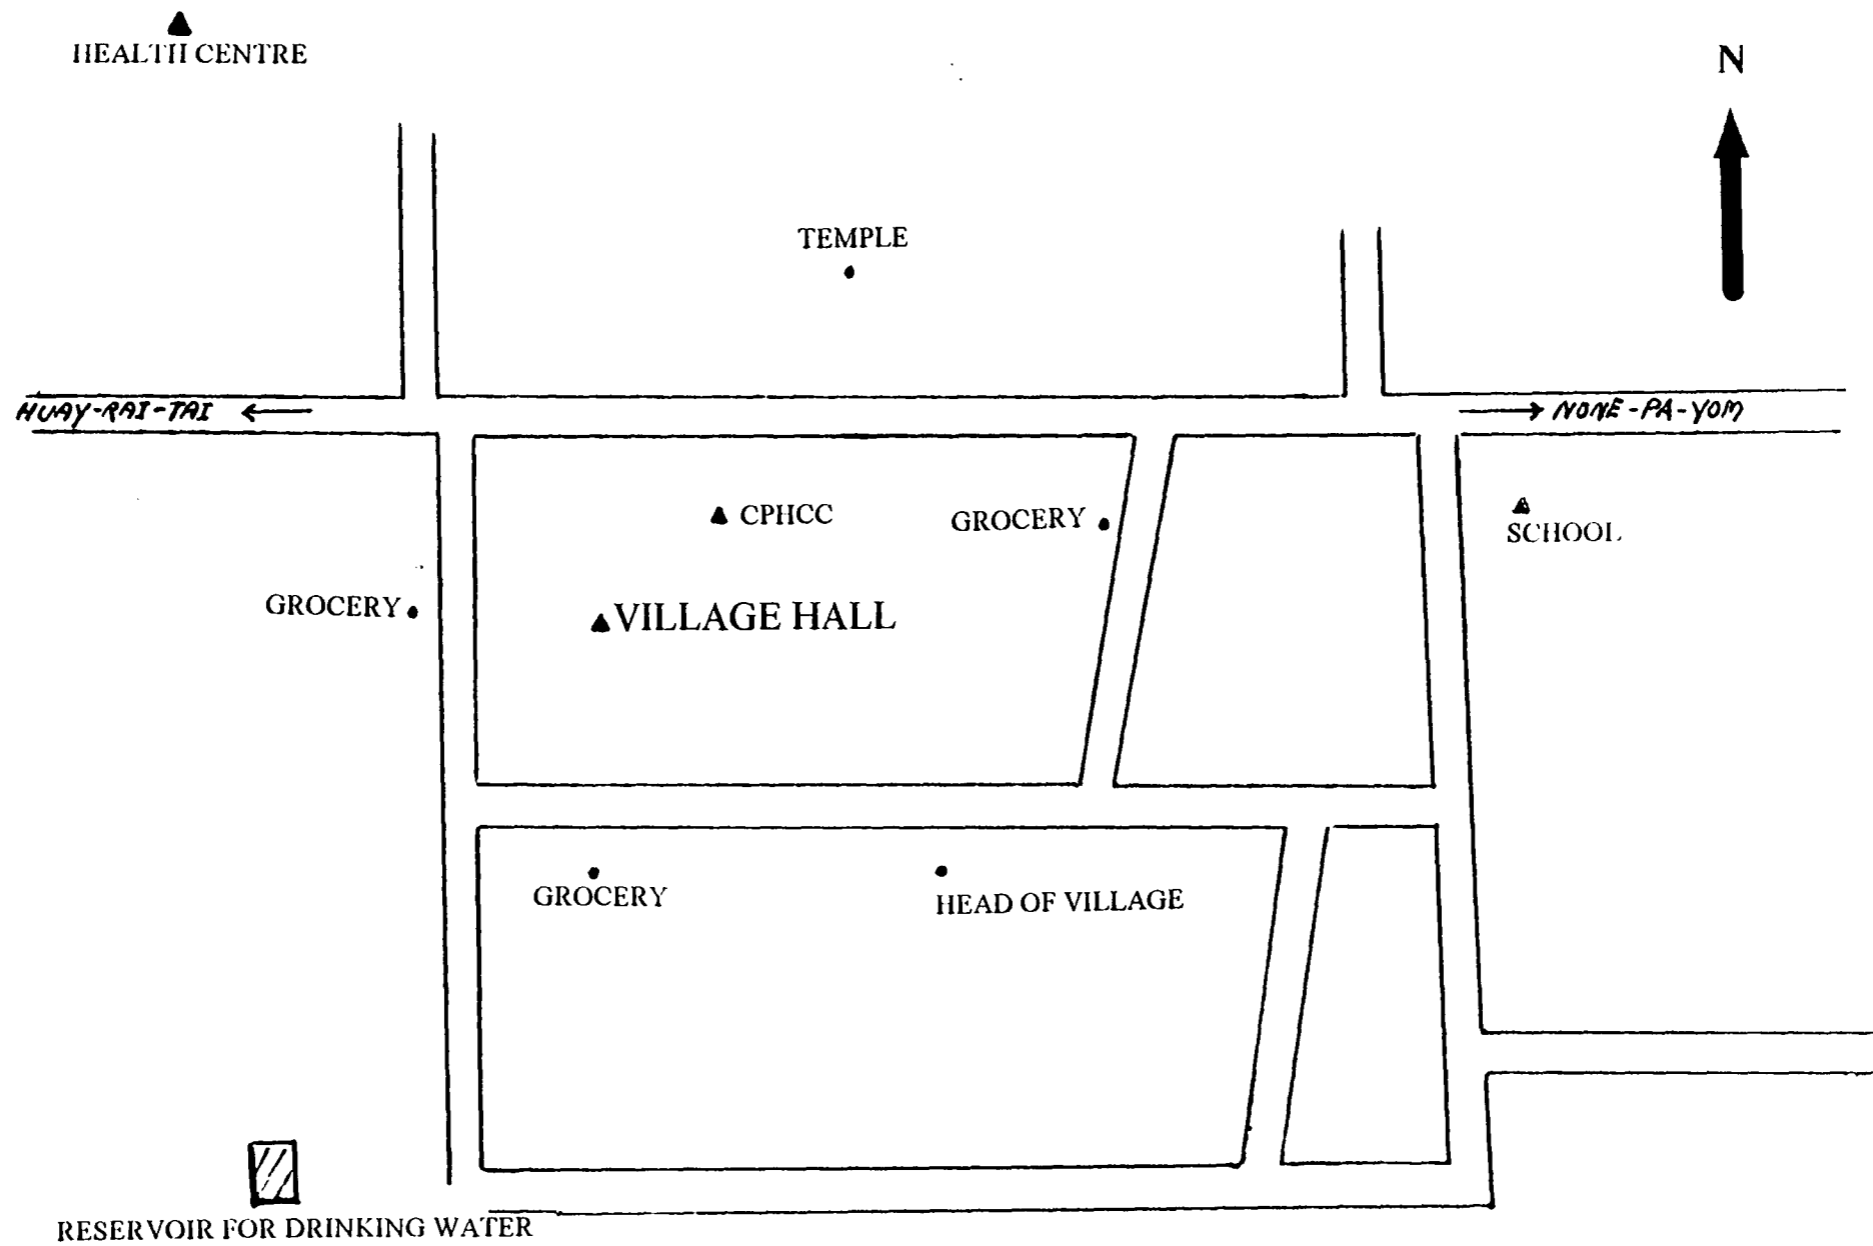 HEALTH CENTRE
N
TEMPLE
HUAY-RAI-TAI
NONE-PA-YOM
CPHCC
GROCERY
SCHOOL
GROCERY
VILLAGE HALL
GROCERY
HEAD OF VILLAGE
RESERVOIR FOR DRINKING WATER